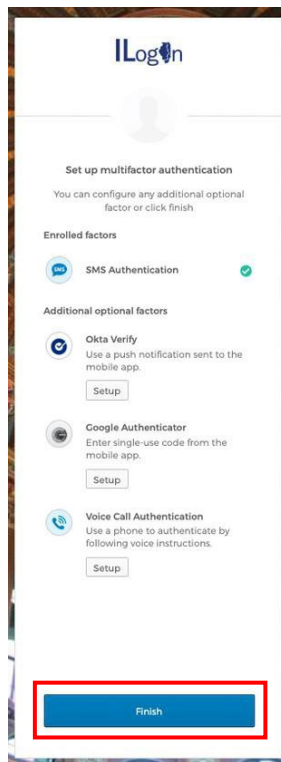 ILogin
Set up multifactor authentication
You can configure any additional optional
factor or click finish
Enrolled factors
SMS
SMS Authentication
Additional optional factors
Okta Verify
Use a push notification sent to the
mobile app.
Setup
Google Authenticator
Enter single-use code from the
mobile app.
Setup
Voice Call Authentication
Use a phone to authenticate by
following voice instructions.
Setup
Finish